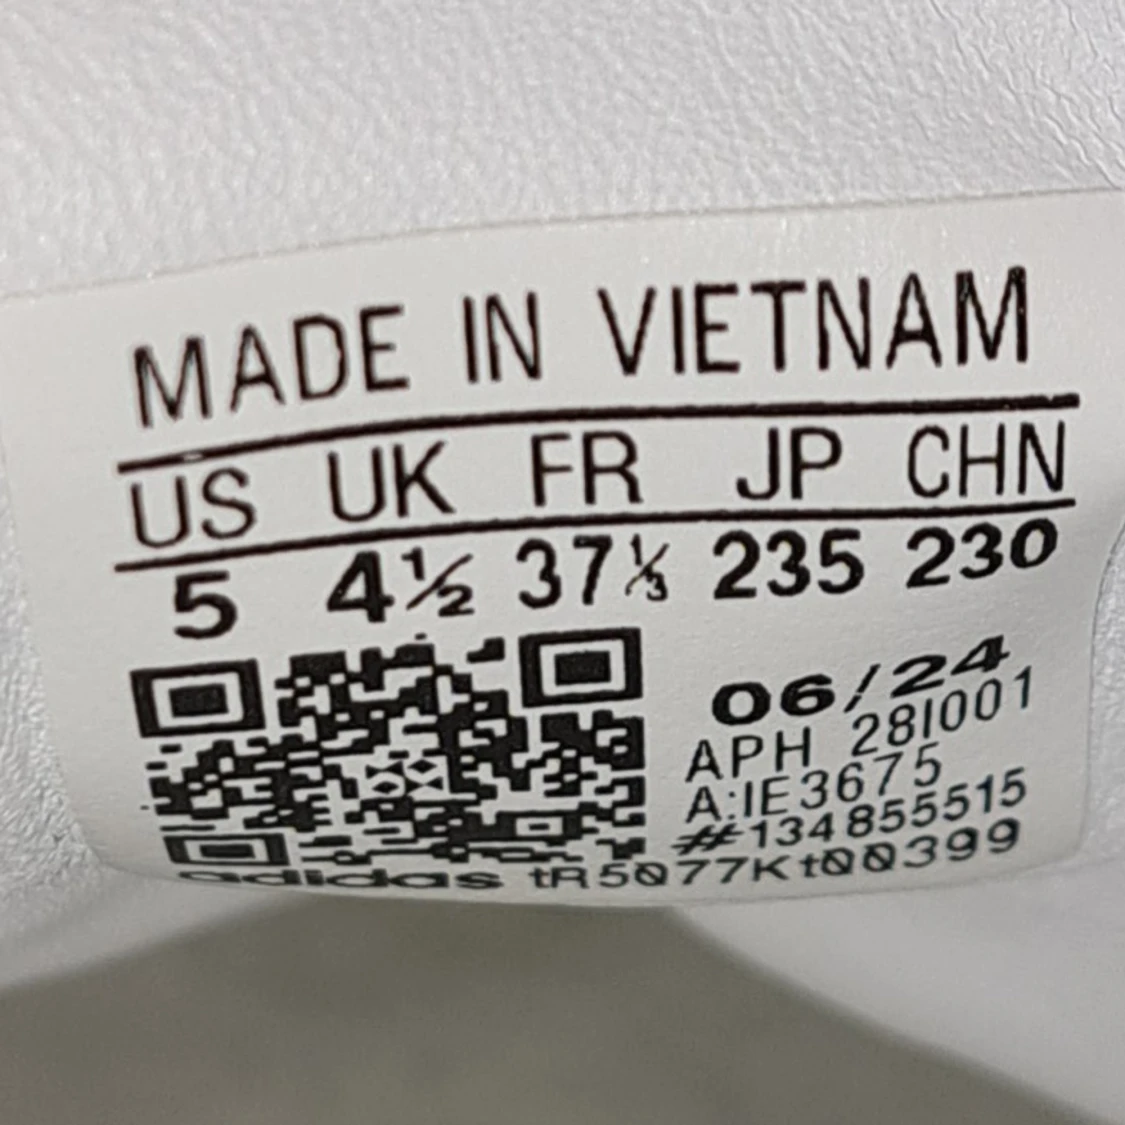 MADE IN VIETNAM
US UK FR JP CHN
5 4½ 37⅓ 235 230
06/24
APH 28I001
A:IE3675
#134855515
adidas tR5077Kt00399